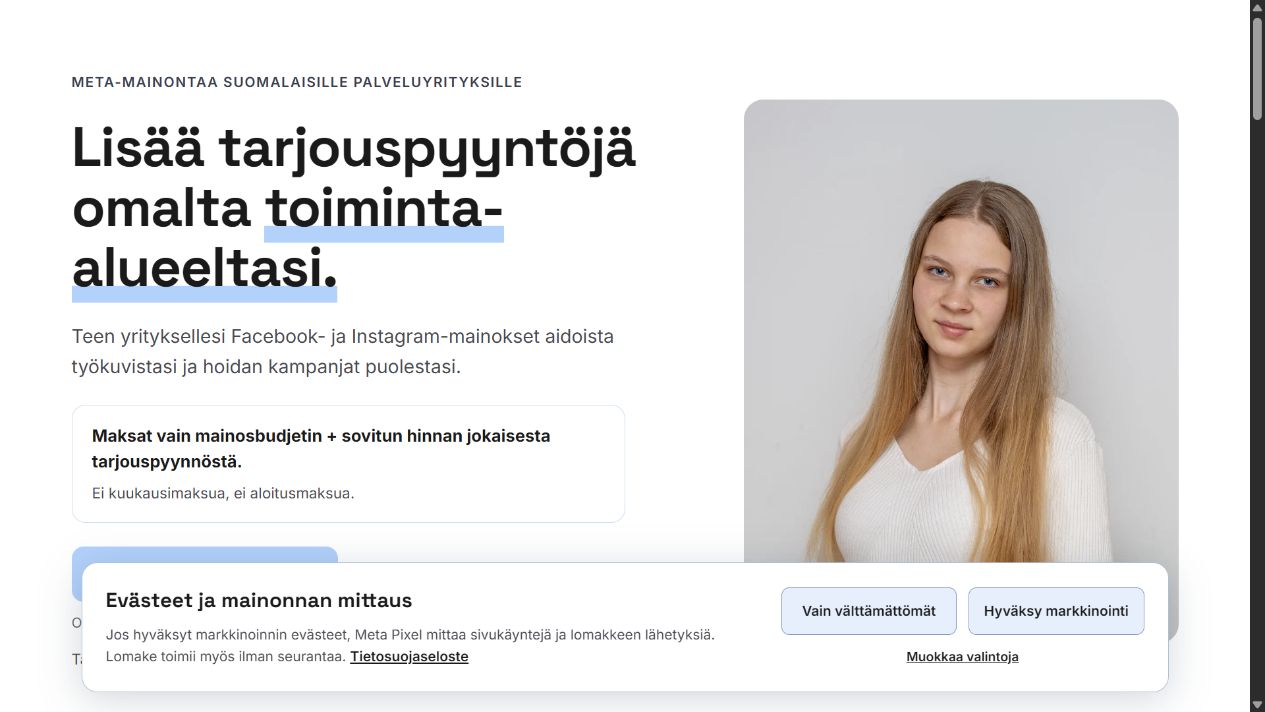 META-MAINONTAA SUOMALAISILLE PALVELUYRITYKSILLE
Lisää tarjouspyyntöjä
omalta toiminta-
alueeltasi.
Teen yrityksellesi Facebook- ja Instagram-mainokset aidoista
työkuvistasi ja hoidan kampanjat puolestasi.
Maksat vain mainosbudjetin + sovitun hinnan jokaisesta
tarjouspyynnöstä.
Ei kuukausimaksua, ei aloitusmaksua.
Evästeet ja mainonnan mittaus
Jos hyväksyt markkinoinnin evästeet, Meta Pixel mittaa sivukäyntejä ja lomakkeen lähetyksiä.
Lomake toimii myös ilman seurantaa. Tietosuojaseloste
Vain välttämättömät
Hyväksy markkinointi
Muokkaa valintoja